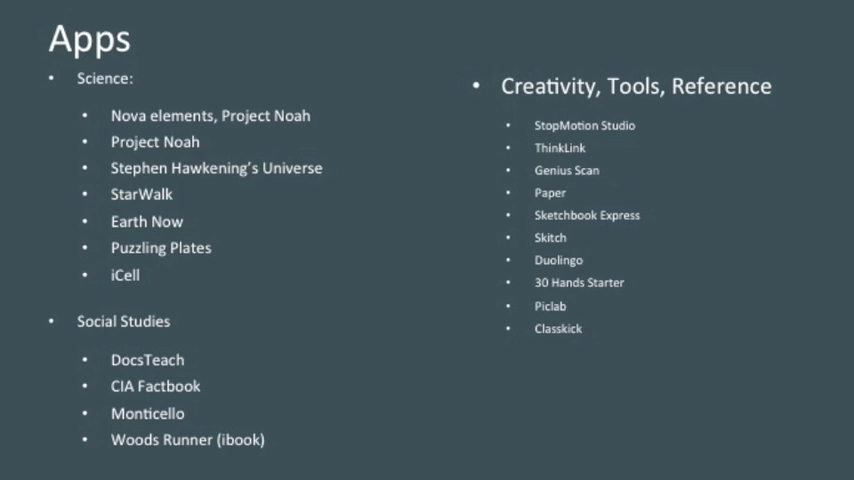 Apps
• Science:
• Nova elements, Project Noah
• Project Noah
• Stephen Hawkening's Universe
• StarWalk
• Earth Now
• Puzzling Plates
• iCell
• Social Studies
• DocsTeach
• CIA Factbook
• Monticello
• Woods Runner (ibook)
• Creativity, Tools, Reference
• StopMotion Studio
• ThinkLink
• Genius Scan
• Paper
• Sketchbook Express
• Skitch
• Duolingo
• 30 Hands Starter
• Piclab
• Classkick